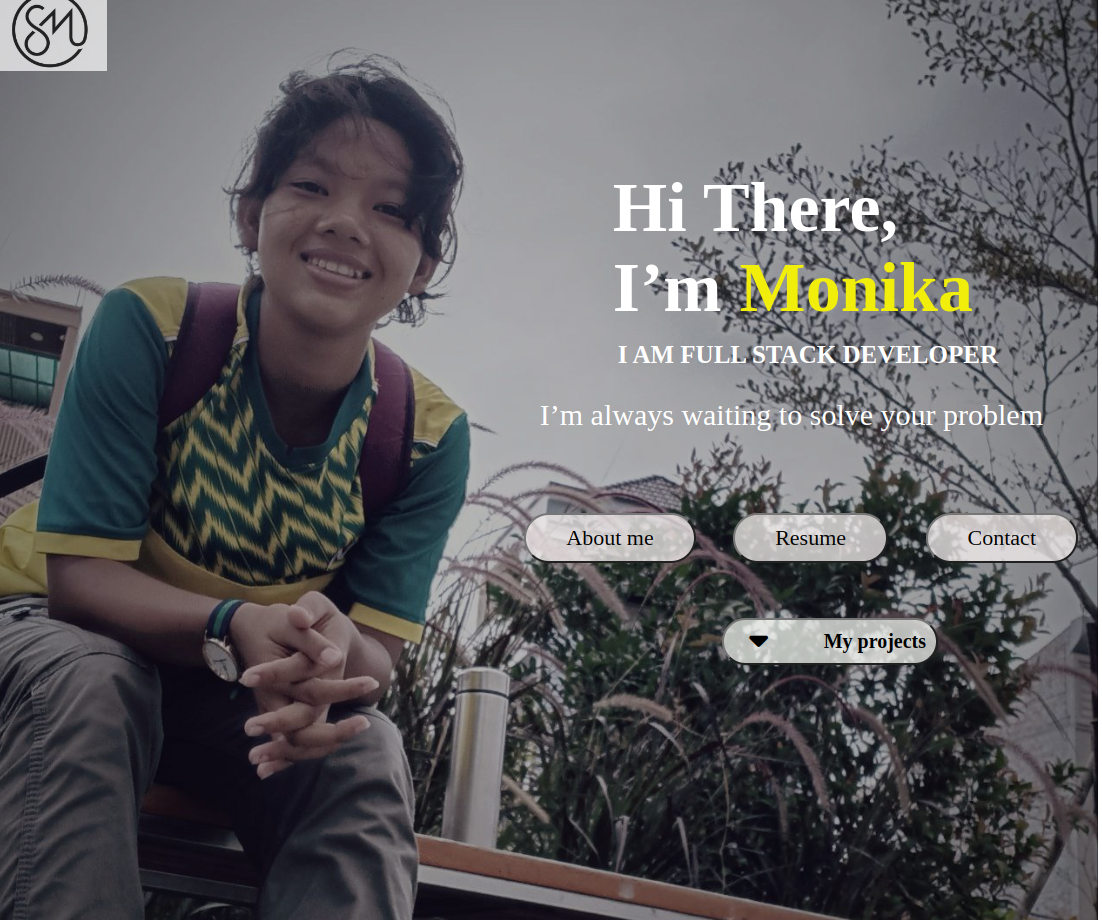 SM
Hi There,
I’m Monika
I AM FULL STACK DEVELOPER
I’m always waiting to solve your problem
About me
Resume
Contact
My projects